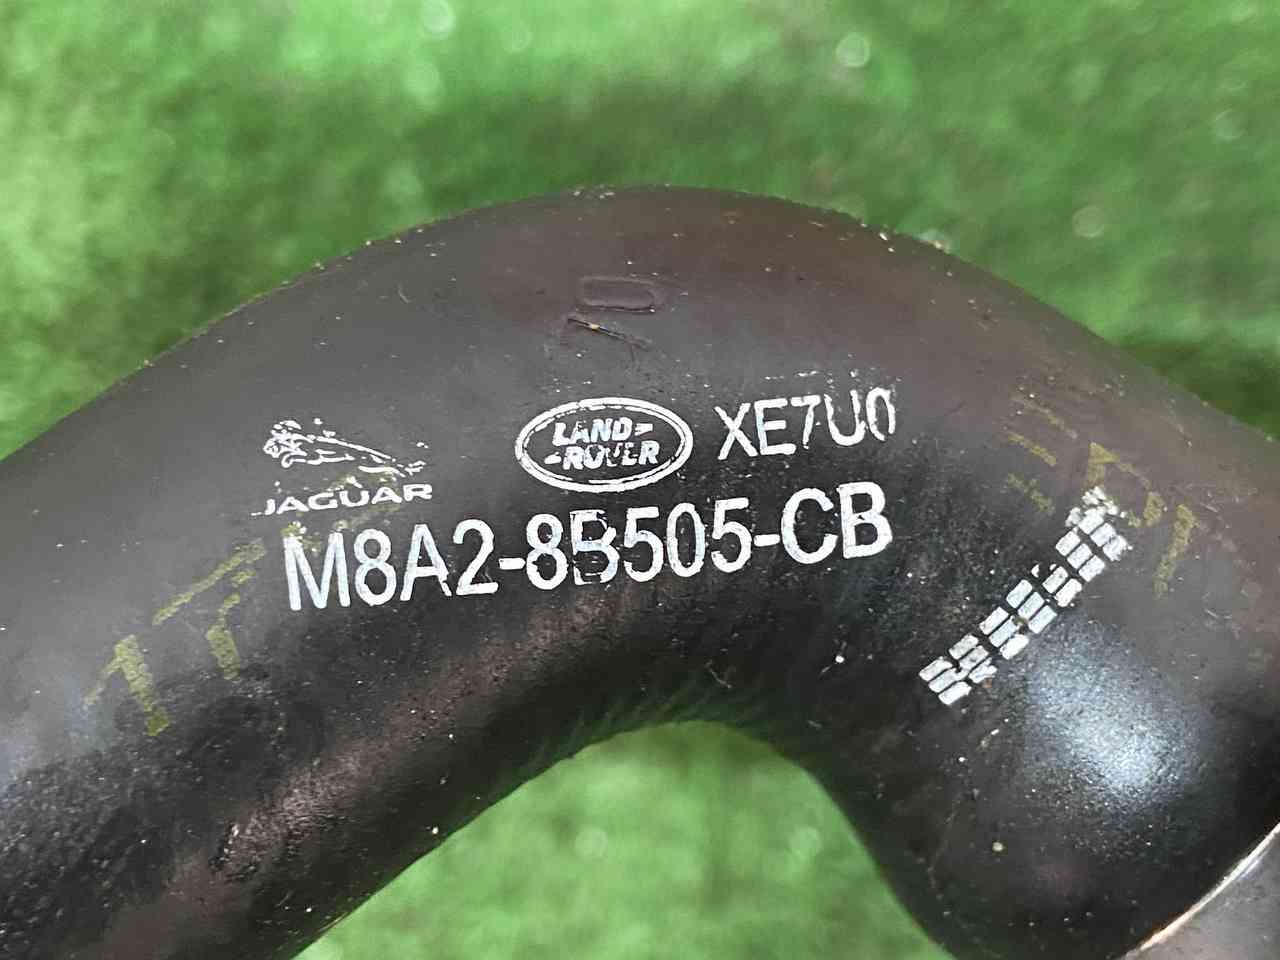 JAGUAR
LAND
ROVER
XE7U0
M8A2-8B505-CB